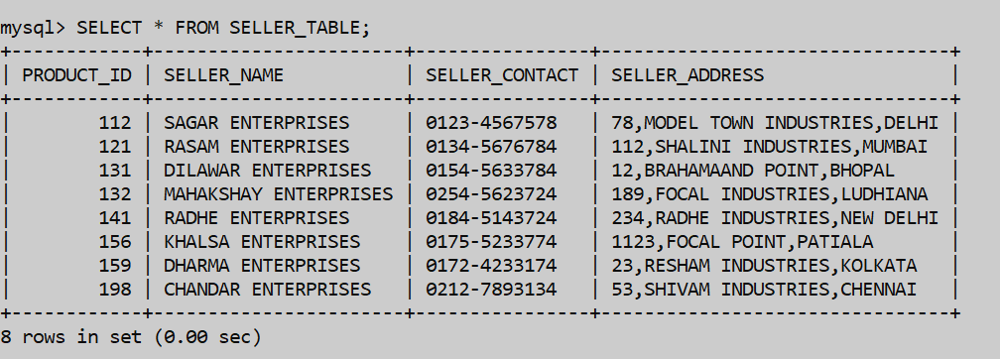 mysql> SELECT * FROM SELLER_TABLE;
+------------+-----------------------+----------------+--------------------------------+
| PRODUCT_ID | SELLER_NAME           | SELLER_CONTACT | SELLER_ADDRESS                 |
+------------+-----------------------+----------------+--------------------------------+
|        112 | SAGAR ENTERPRISES     | 0123-4567578   | 78,MODEL TOWN INDUSTRIES,DELHI |
|        121 | RASAM ENTERPRISES     | 0134-5676784   | 112,SHALINI INDUSTRIES,MUMBAI  |
|        131 | DILAWAR ENTERPRISES   | 0154-5633784   | 12,BRAHAMAAND POINT,BHOPAL     |
|        132 | MAHAKSHAY ENTERPRISES | 0254-5623724   | 189,FOCAL INDUSTRIES,LUDHIANA  |
|        141 | RADHE ENTERPRISES     | 0184-5143724   | 234,RADHE INDUSTRIES,NEW DELHI |
|        156 | KHALSA ENTERPRISES    | 0175-5233774   | 1123,FOCAL POINT,PATIALA       |
|        159 | DHARMA ENTERPRISES    | 0172-4233174   | 23,RESHAM INDUSTRIES,KOLKATA   |
|        198 | CHANDAR ENTERPRISES   | 0212-7893134   | 53,SHIVAM INDUSTRIES,CHENNAI   |
+------------+-----------------------+----------------+--------------------------------+
8 rows in set (0.00 sec)